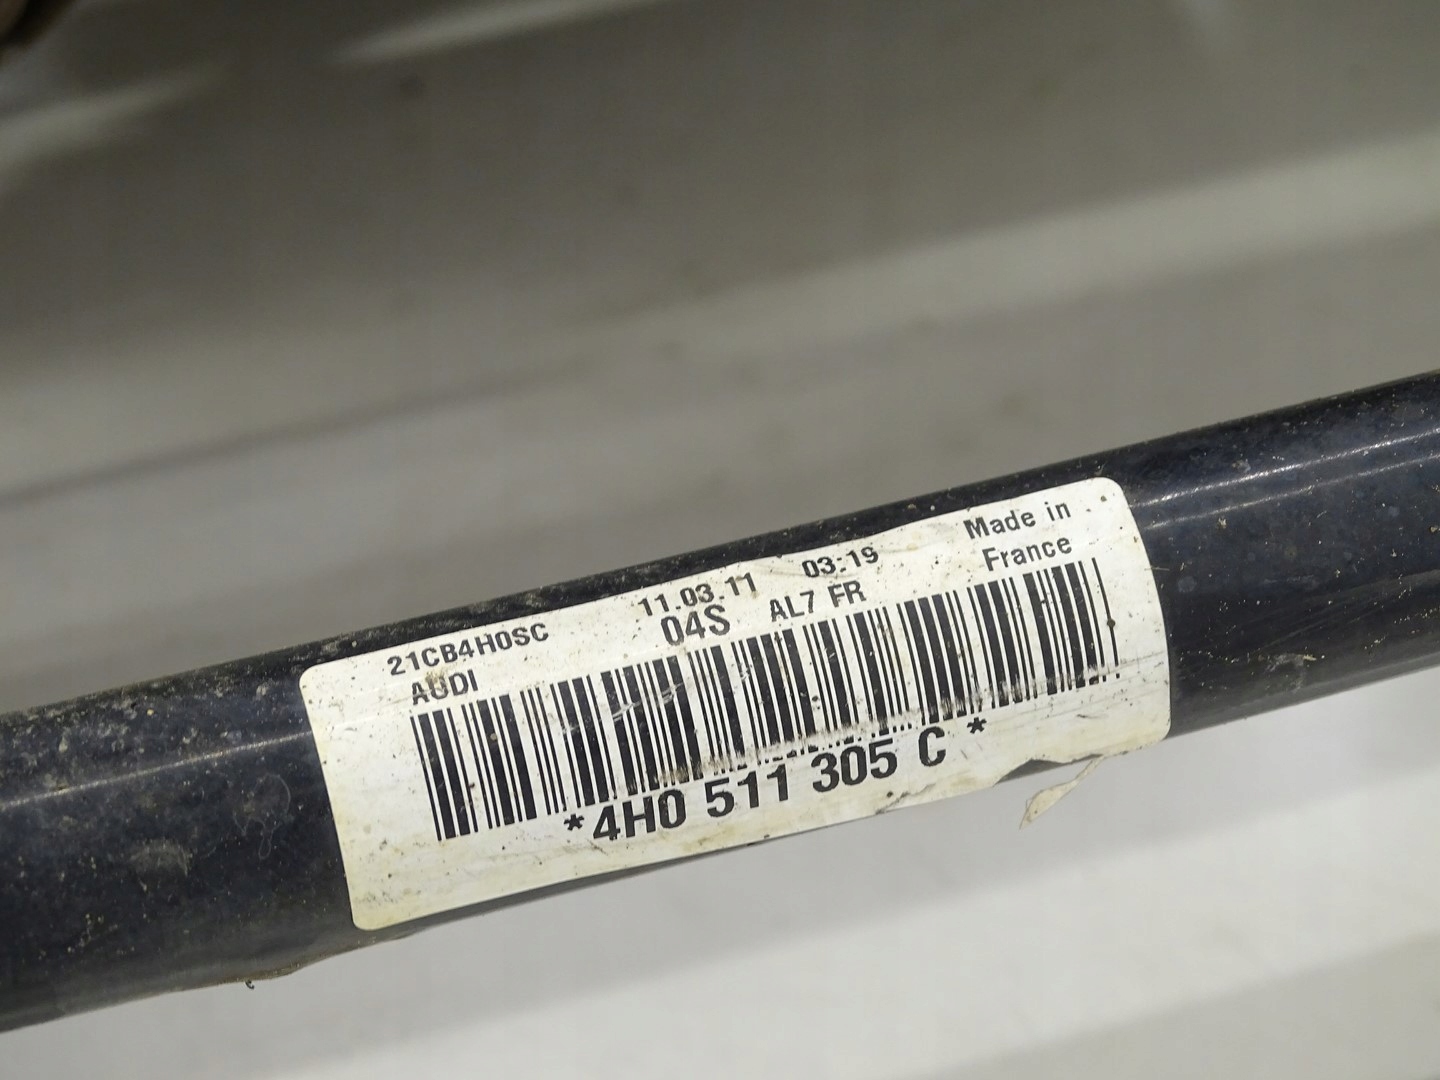 21CB4H0SC 11.03.11 03:19 Made in
AUDI 04S AL7 FR France
*4H0 511 305 C *